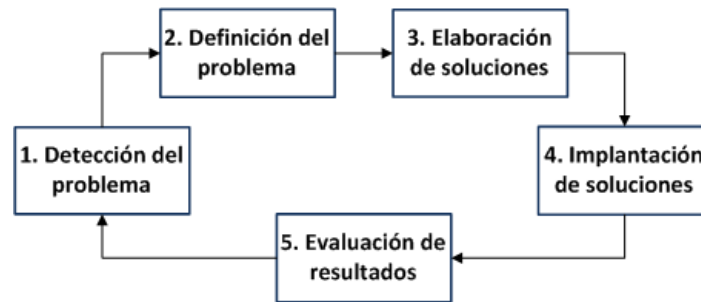 1. Detección del
problema
2. Definición del
problema
3. Elaboración
de soluciones
4. Implantación
de soluciones
5. Evaluación de
resultados